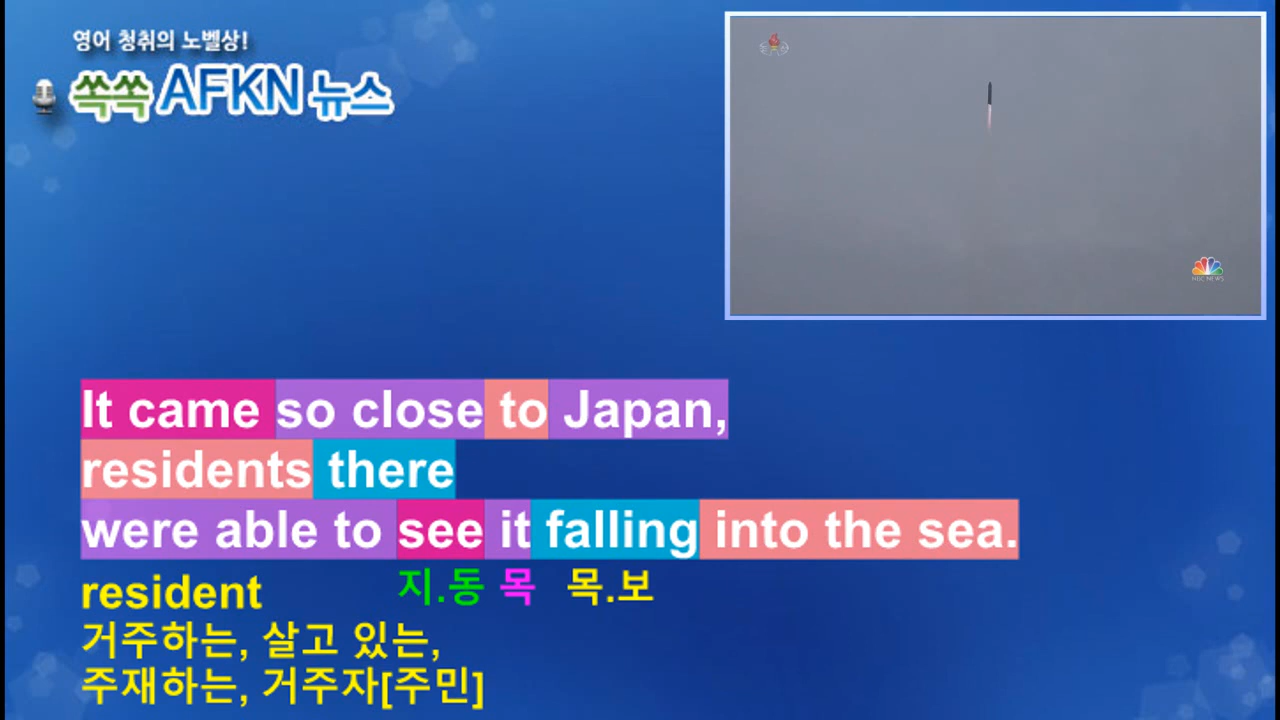 영어 청취의 노벨상!
쏙쏙 AFKN 뉴스
NBC NEWS
It came so close to Japan,
residents there
were able to see it falling into the sea.
지.동 목 목.보
resident
거주하는, 살고 있는,
주재하는, 거주자[주민]